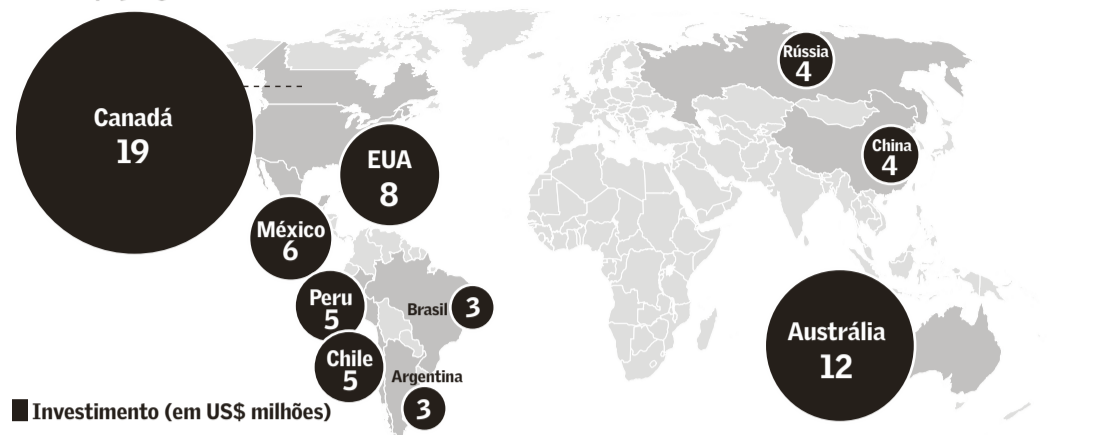 Canadá
19
EUA
8
México
6
Peru
5
Brasil 3
Chile
5
Argentina
3
Rússia
4
China
4
Austrália
12
Investimento (em US$ milhões)